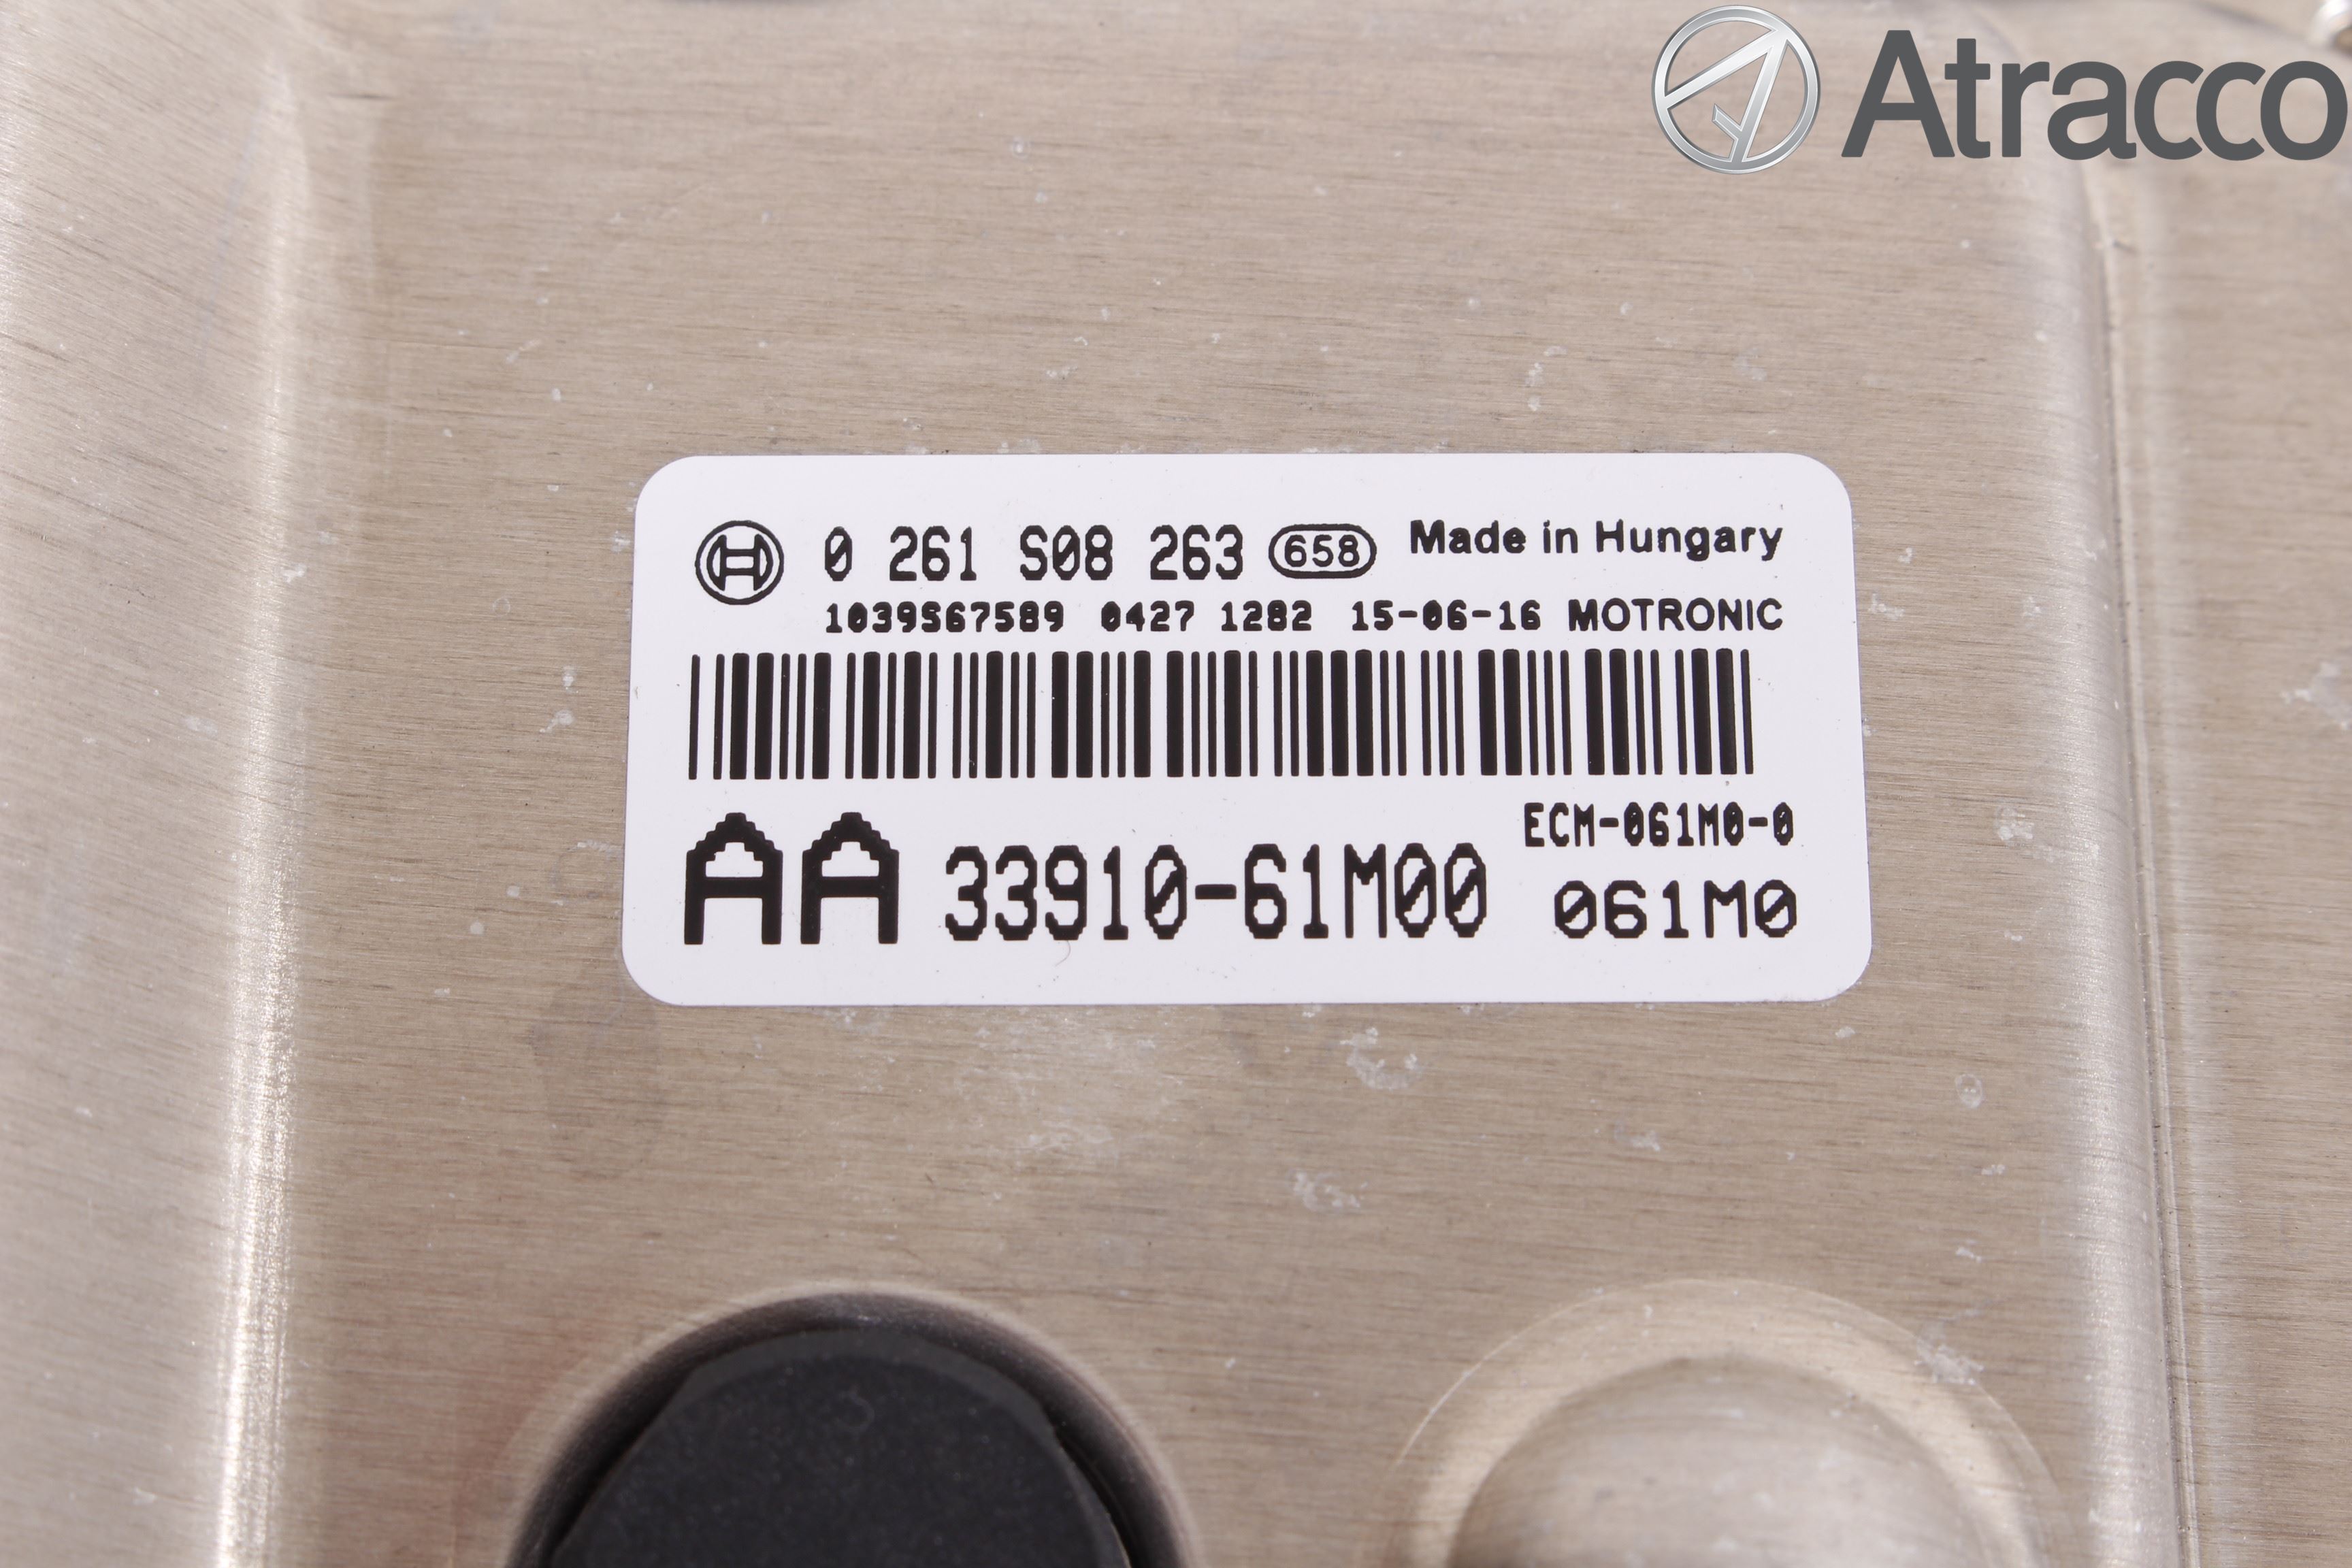 Atracco
0 261 S08 263 658 Made in Hungary
1039S67589 0427 1282 15-06-16 MOTRONIC
ECM-061M0-0
AA 33910-61M00 061M0